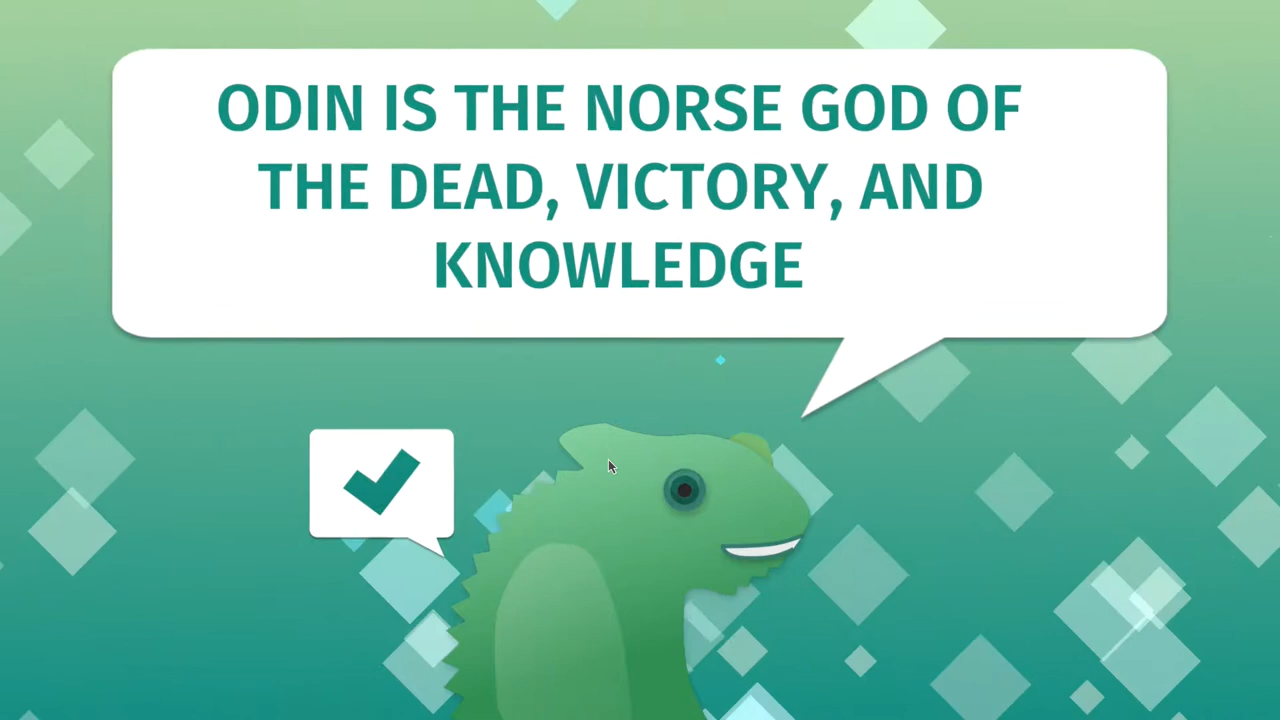 ODIN IS THE NORSE GOD OF
THE DEAD, VICTORY, AND
KNOWLEDGE